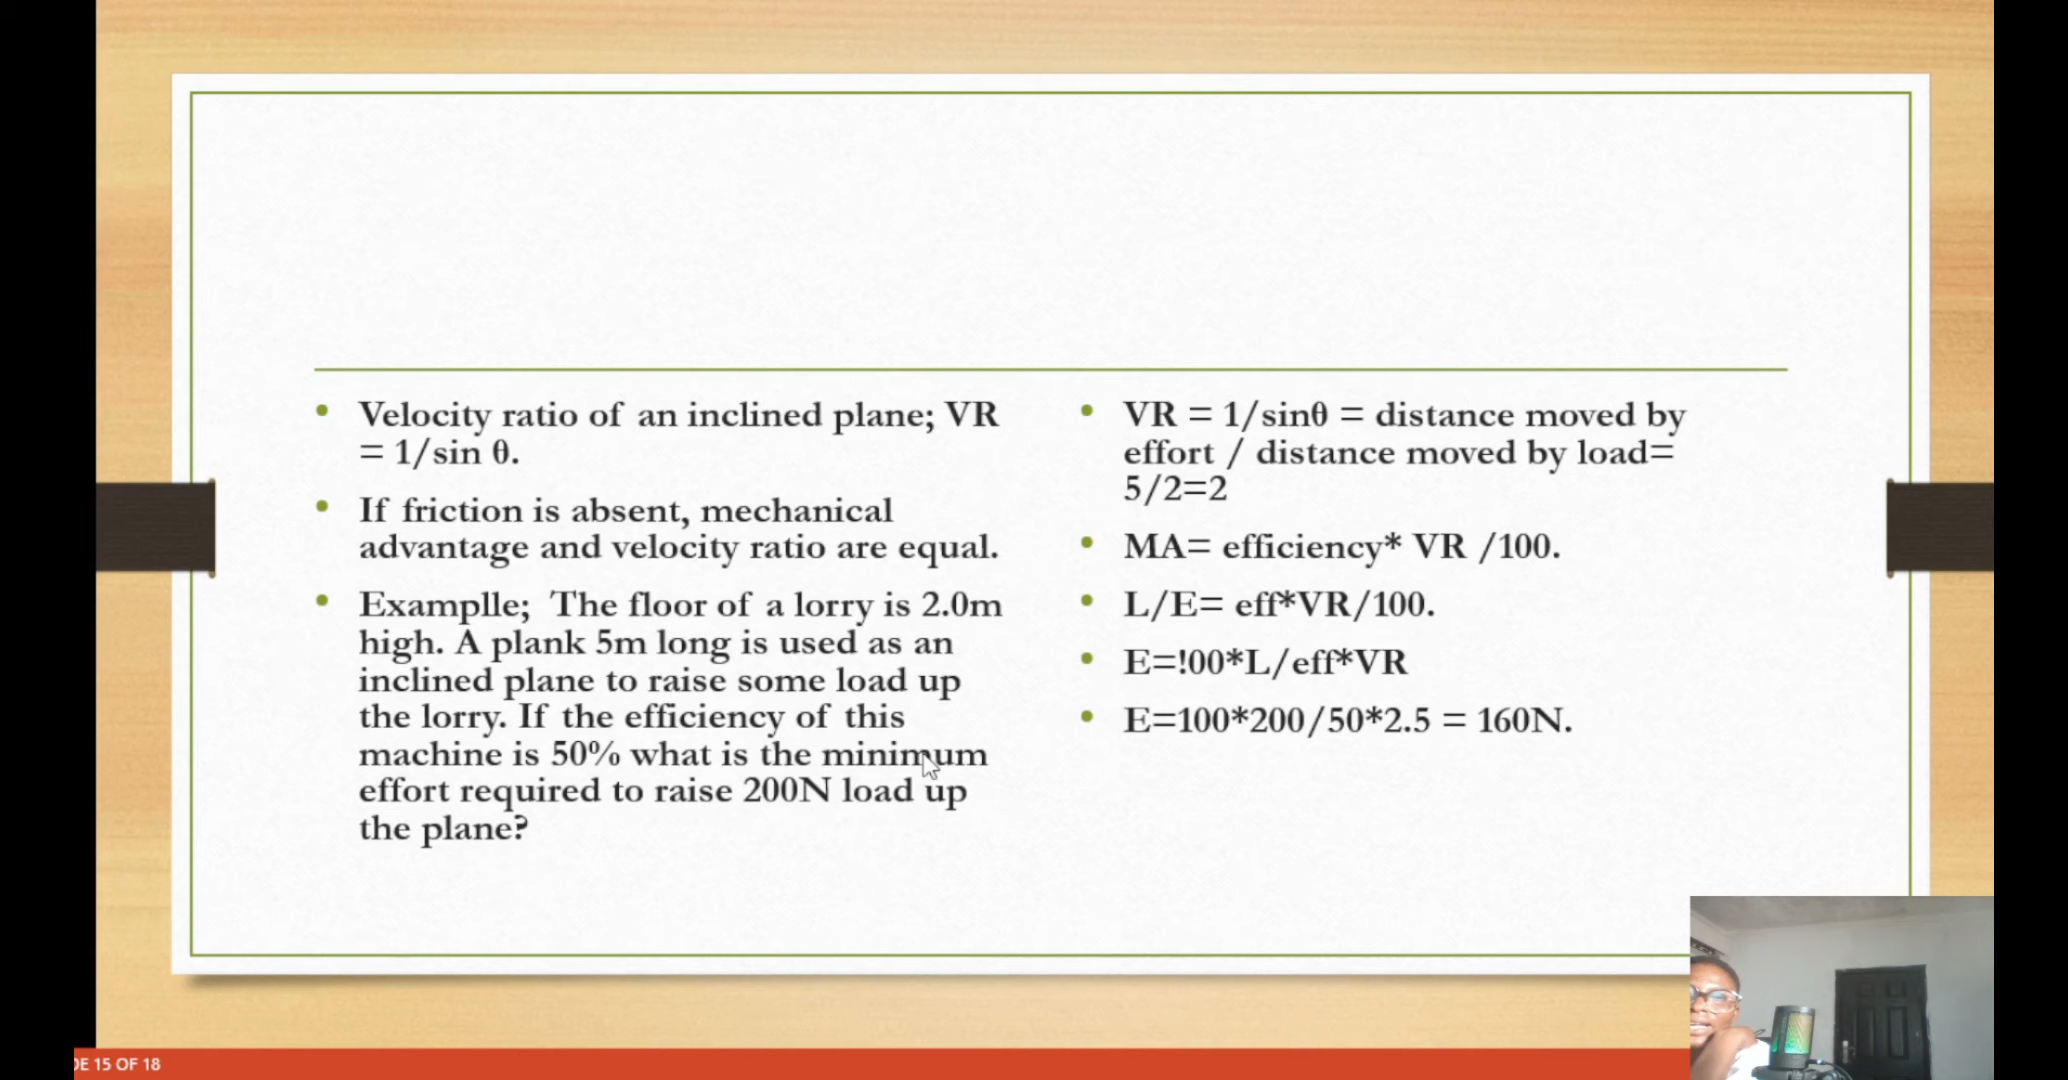 Velocity ratio of an inclined plane; VR
= 1/sin θ.
If friction is absent, mechanical
advantage and velocity ratio are equal.
Examplle; The floor of a lorry is 2.0m
high. A plank 5m long is used as an
inclined plane to raise some load up
the lorry. If the efficiency of this
machine is 50% what is the minimum
effort required to raise 200N load up
the plane?
VR = 1/sinθ = distance moved by
effort / distance moved by load=
5/2=2
MA= efficiency* VR /100.
L/E= eff*VR/100.
E=!00*L/eff*VR
E=100*200/50*2.5 = 160N.
DE 15 OF 18